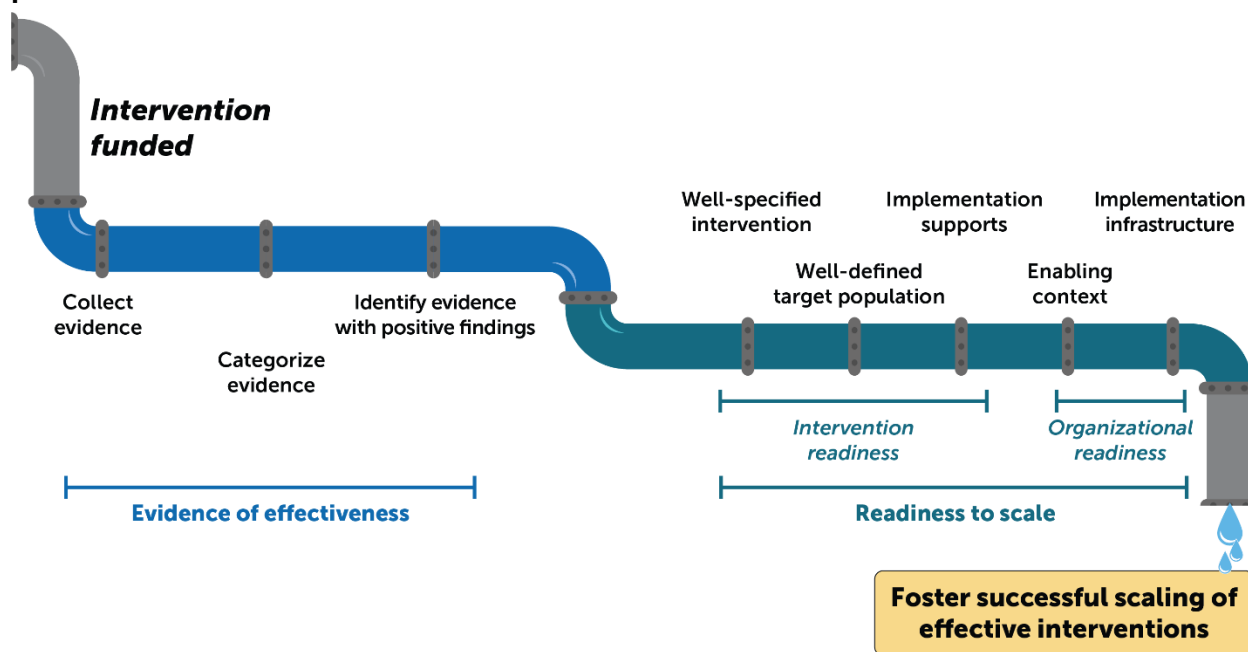 Intervention
funded
Collect
evidence
Categorize
evidence
Identify evidence
with positive findings
Evidence of effectiveness
Well-specified
intervention
Well-defined
target population
Implementation
supports
Enabling
context
Implementation
infrastructure
Intervention
readiness
Organizational
readiness
Readiness to scale
Foster successful scaling of
effective interventions